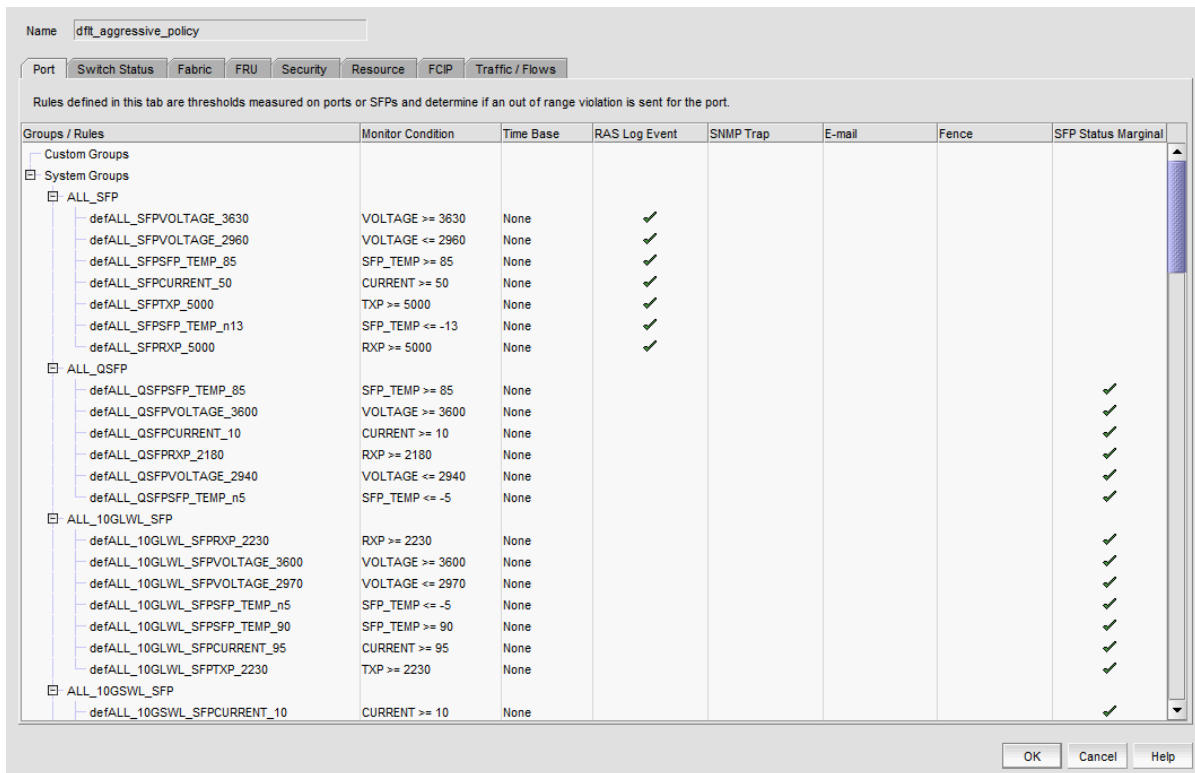 Name dflt_aggressive_policy
Port Switch Status Fabric FRU Security Resource FCIP Traffic / Flows
Rules defined in this tab are thresholds measured on ports or SFPs and determine if an out of range violation is sent for the port.
Groups / Rules Monitor Condition Time Base RAS Log Event SNMP Trap E-mail Fence SFP Status Marginal
Custom Groups
System Groups
ALL_SFP
defALL_SFPVOLTAGE_3630 VOLTAGE >= 3630 None
defALL_SFPVOLTAGE_2960 VOLTAGE <= 2960 None
defALL_SFPSFP_TEMP_85 SFP_TEMP >= 85 None
defALL_SFPCURRENT_50 CURRENT >= 50 None
defALL_SFPTXP_5000 TXP >= 5000 None
defALL_SFPSFP_TEMP_n13 SFP_TEMP <= -13 None
defALL_SFPRXP_5000 RXP >= 5000 None
ALL_QSFP
defALL_QSFPSFP_TEMP_85 SFP_TEMP >= 85 None
defALL_QSFPVOLTAGE_3600 VOLTAGE >= 3600 None
defALL_QSFPCURRENT_10 CURRENT >= 10 None
defALL_QSFPRXP_2180 RXP >= 2180 None
defALL_QSFPVOLTAGE_2940 VOLTAGE <= 2940 None
defALL_QSFPSFP_TEMP_n5 SFP_TEMP <= -5 None
ALL_10GLWL_SFP
defALL_10GLWL_SFPRXP_2230 RXP >= 2230 None
defALL_10GLWL_SFPVOLTAGE_3600 VOLTAGE >= 3600 None
defALL_10GLWL_SFPVOLTAGE_2970 VOLTAGE <= 2970 None
defALL_10GLWL_SFPSFP_TEMP_n5 SFP_TEMP <= -5 None
defALL_10GLWL_SFPSFP_TEMP_90 SFP_TEMP >= 90 None
defALL_10GLWL_SFPCURRENT_95 CURRENT >= 95 None
defALL_10GLWL_SFPTXP_2230 TXP >= 2230 None
ALL_10GSWL_SFP
defALL_10GSWL_SFPCURRENT_10 CURRENT >= 10 None
OK Cancel Help